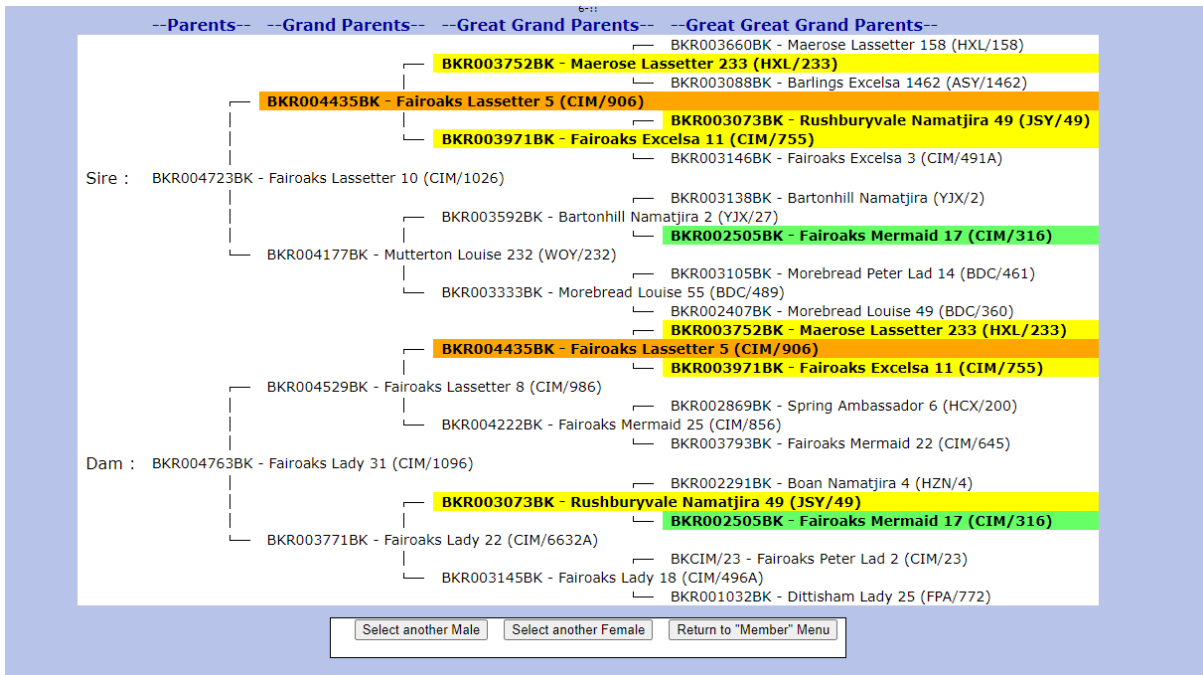 --Parents-- --Grand Parents-- --Great Grand Parents-- --Great Great Grand Parents--
BKR003660BK - Maerose Lassetter 158 (HXL/158)
BKR003752BK - Maerose Lassetter 233 (HXL/233)
BKR003088BK - Barlings Excelsa 1462 (ASY/1462)
BKR004435BK - Fairoaks Lassetter 5 (CIM/906)
BKR003073BK - Rushburyvale Namatjira 49 (JSY/49)
BKR003971BK - Fairoaks Excelsa 11 (CIM/755)
BKR003146BK - Fairoaks Excelsa 3 (CIM/491A)
Sire : BKR004723BK - Fairoaks Lassetter 10 (CIM/1026)
BKR003138BK - Bartonhill Namatjira (YJX/2)
BKR003592BK - Bartonhill Namatjira 2 (YJX/27)
BKR002505BK - Fairoaks Mermaid 17 (CIM/316)
BKR004177BK - Mutterton Louise 232 (WOY/232)
BKR003105BK - Morebread Peter Lad 14 (BDC/461)
BKR003333BK - Morebread Louise 55 (BDC/489)
BKR002407BK - Morebread Louise 49 (BDC/360)
BKR003752BK - Maerose Lassetter 233 (HXL/233)
BKR004435BK - Fairoaks Lassetter 5 (CIM/906)
BKR003971BK - Fairoaks Excelsa 11 (CIM/755)
BKR004529BK - Fairoaks Lassetter 8 (CIM/986)
BKR002869BK - Spring Ambassador 6 (HCX/200)
BKR004222BK - Fairoaks Mermaid 25 (CIM/856)
BKR003793BK - Fairoaks Mermaid 22 (CIM/645)
Dam : BKR004763BK - Fairoaks Lady 31 (CIM/1096)
BKR002291BK - Boan Namatjira 4 (HZN/4)
BKR003073BK - Rushburyvale Namatjira 49 (JSY/49)
BKR002505BK - Fairoaks Mermaid 17 (CIM/316)
BKR003771BK - Fairoaks Lady 22 (CIM/6632A)
BKCIM/23 - Fairoaks Peter Lad 2 (CIM/23)
BKR003145BK - Fairoaks Lady 18 (CIM/496A)
BKR001032BK - Dittisham Lady 25 (FPA/772)
Select another Male Select another Female Return to "Member" Menu